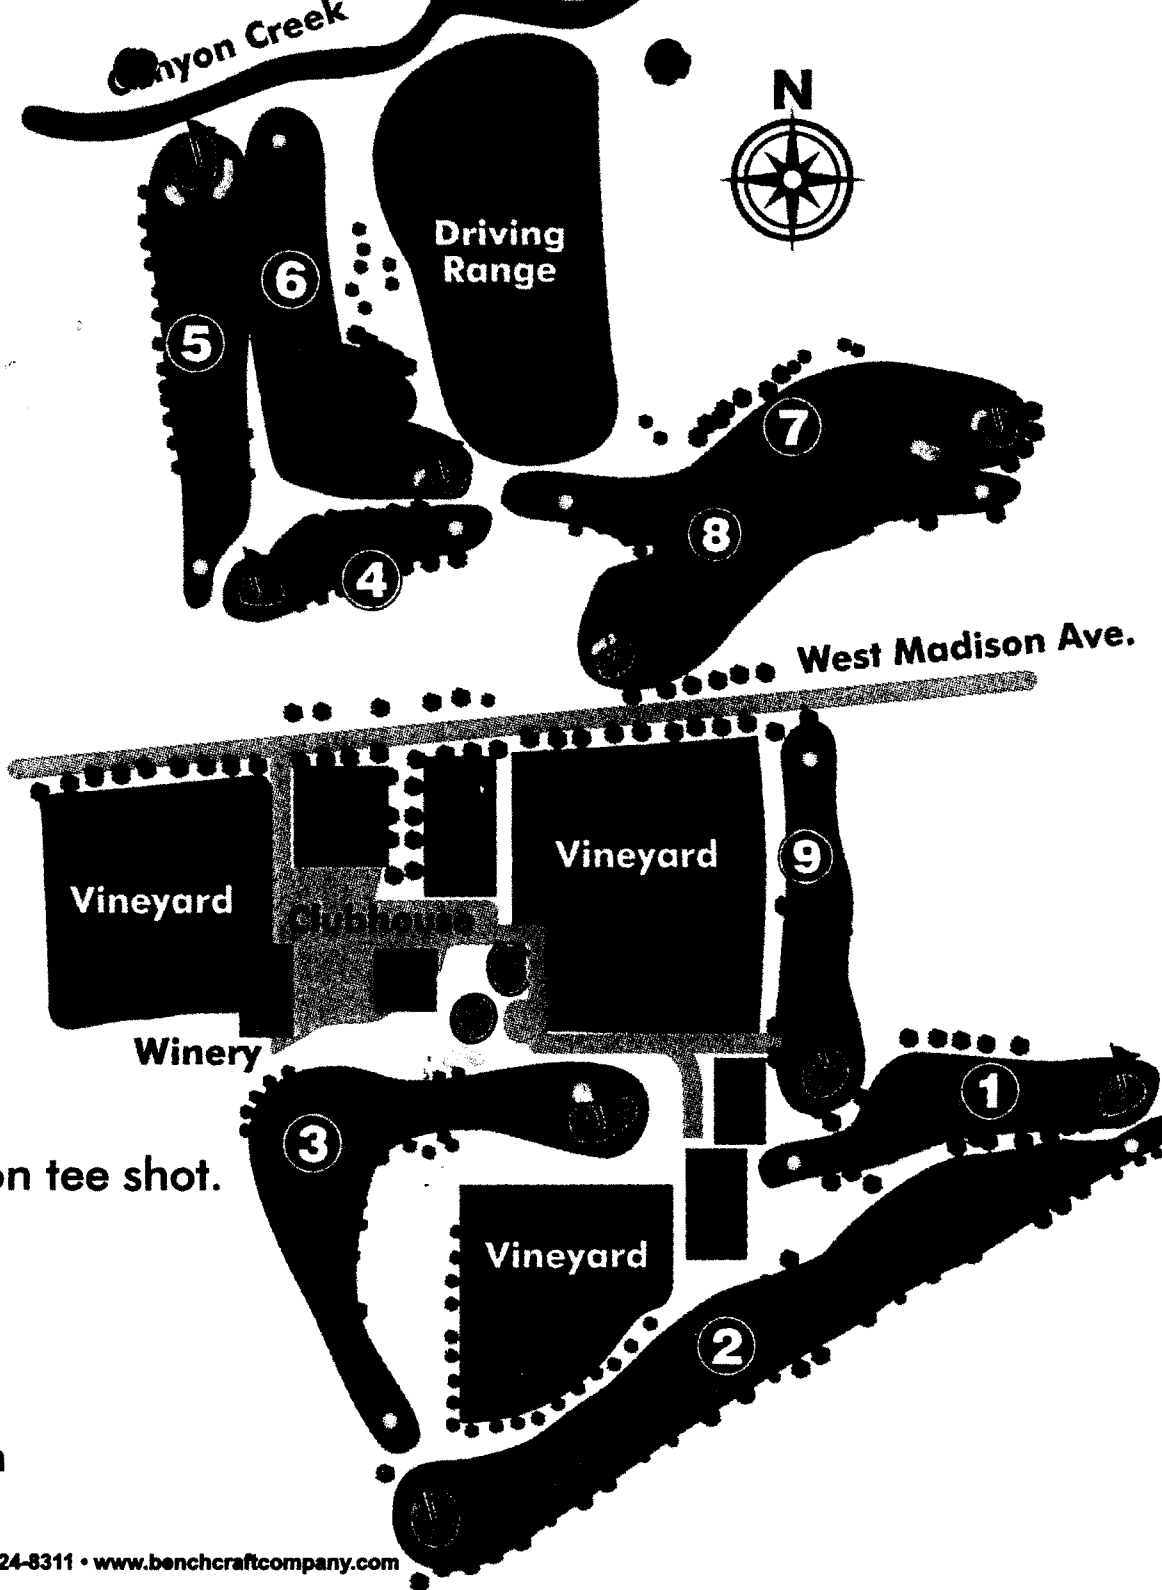 Canyon Creek
N
Driving
Range
6
5
7
8
4
West Madison Ave.
Vineyard
9
Vineyard
Clubhouse
Winery
1
3
on tee shot.
Vineyard
2
24-8311 • www.benchcraftcompany.com